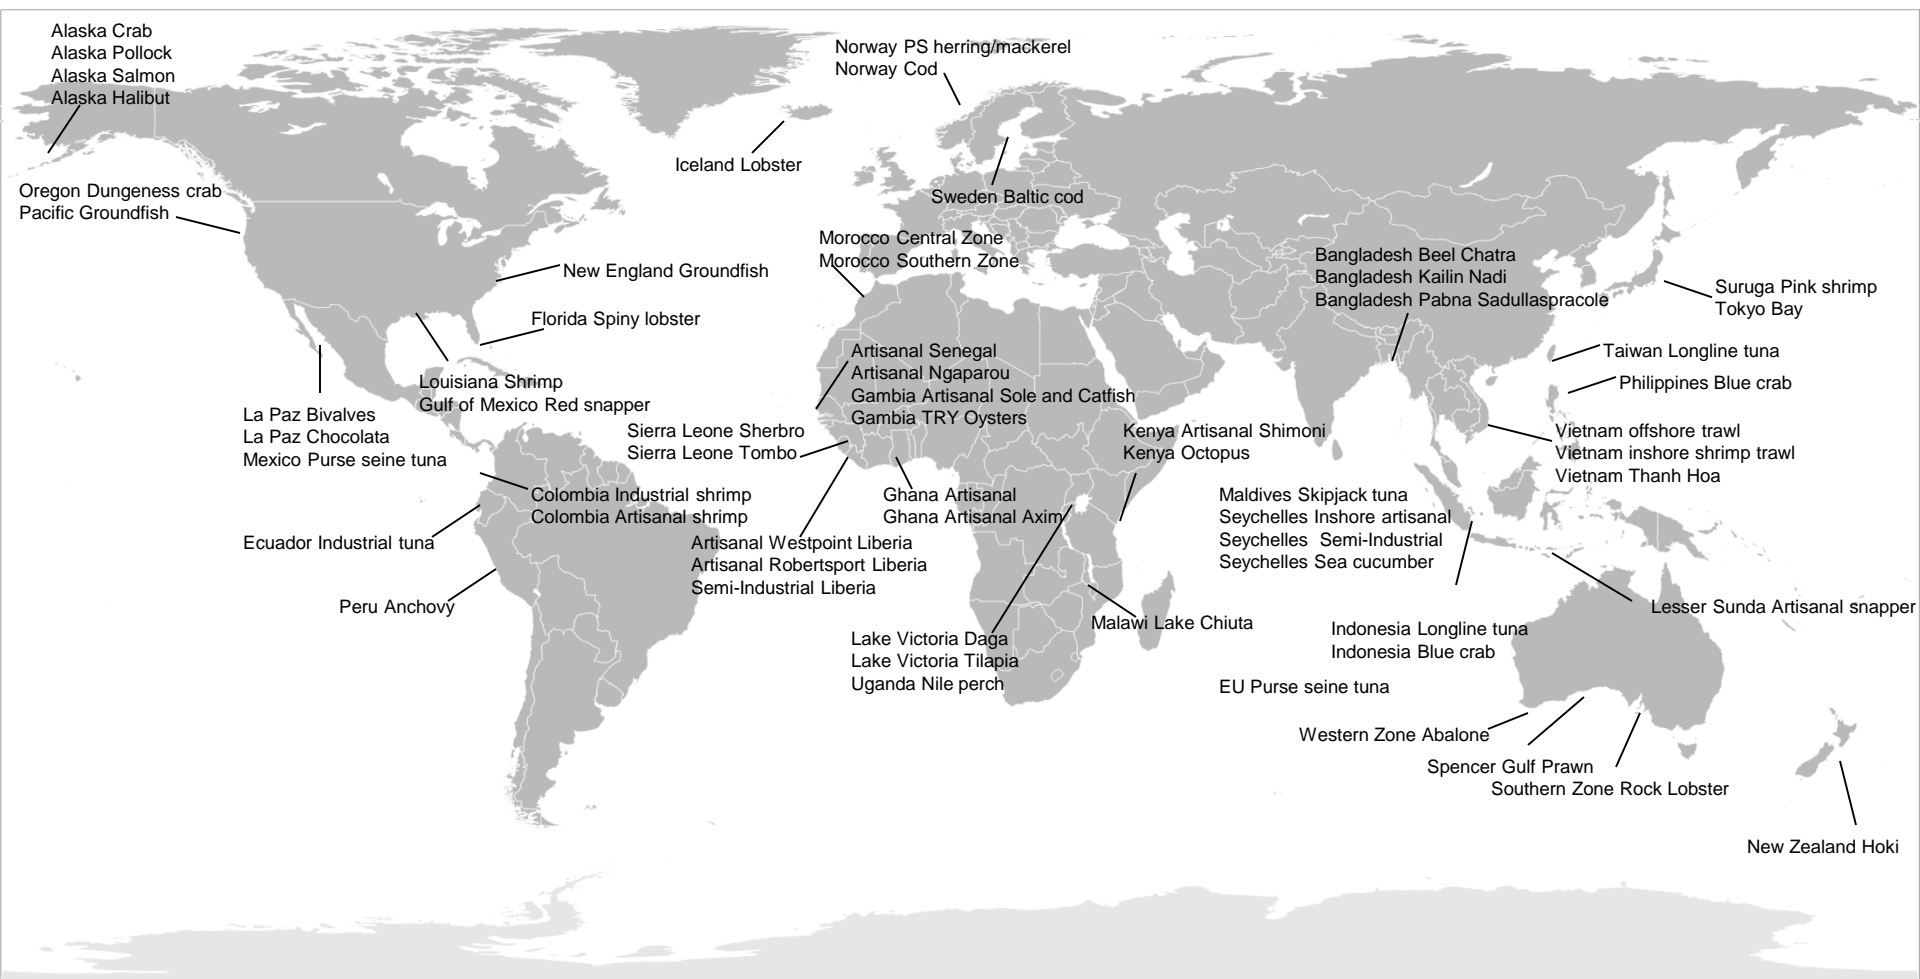 Alaska Crab
Alaska Pollock
Alaska Salmon
Alaska Halibut
Norway PS herring/mackerel
Norway Cod
Iceland Lobster
Oregon Dungeness crab
Pacific Groundfish
Sweden Baltic cod
Morocco Central Zone
Morocco Southern Zone
Bangladesh Beel Chatra
Bangladesh Kailin Nadi
Bangladesh Pabna Sadullaspracole
New England Groundfish
Suruga Pink shrimp
Tokyo Bay
Florida Spiny lobster
Artisanal Senegal
Artisanal Ngaparou
Gambia Artisanal Sole and Catfish
Gambia TRY Oysters
Taiwan Longline tuna
Philippines Blue crab
Louisiana Shrimp
Gulf of Mexico Red snapper
La Paz Bivalves
La Paz Chocolata
Mexico Purse seine tuna
Sierra Leone Sherbro
Sierra Leone Tombo
Kenya Artisanal Shimoni
Kenya Octopus
Vietnam offshore trawl
Vietnam inshore shrimp trawl
Vietnam Thanh Hoa
Colombia Industrial shrimp
Colombia Artisanal shrimp
Ghana Artisanal
Ghana Artisanal Axim
Maldives Skipjack tuna
Seychelles Inshore artisanal
Seychelles  Semi-Industrial
Seychelles Sea cucumber
Ecuador Industrial tuna
Artisanal Westpoint Liberia
Artisanal Robertsport Liberia
Semi-Industrial Liberia
Peru Anchovy
Lesser Sunda Artisanal snapper
Malawi Lake Chiuta
Lake Victoria Daga
Lake Victoria Tilapia
Uganda Nile perch
Indonesia Longline tuna
Indonesia Blue crab
EU Purse seine tuna
Western Zone Abalone
Spencer Gulf Prawn
Southern Zone Rock Lobster
New Zealand Hoki